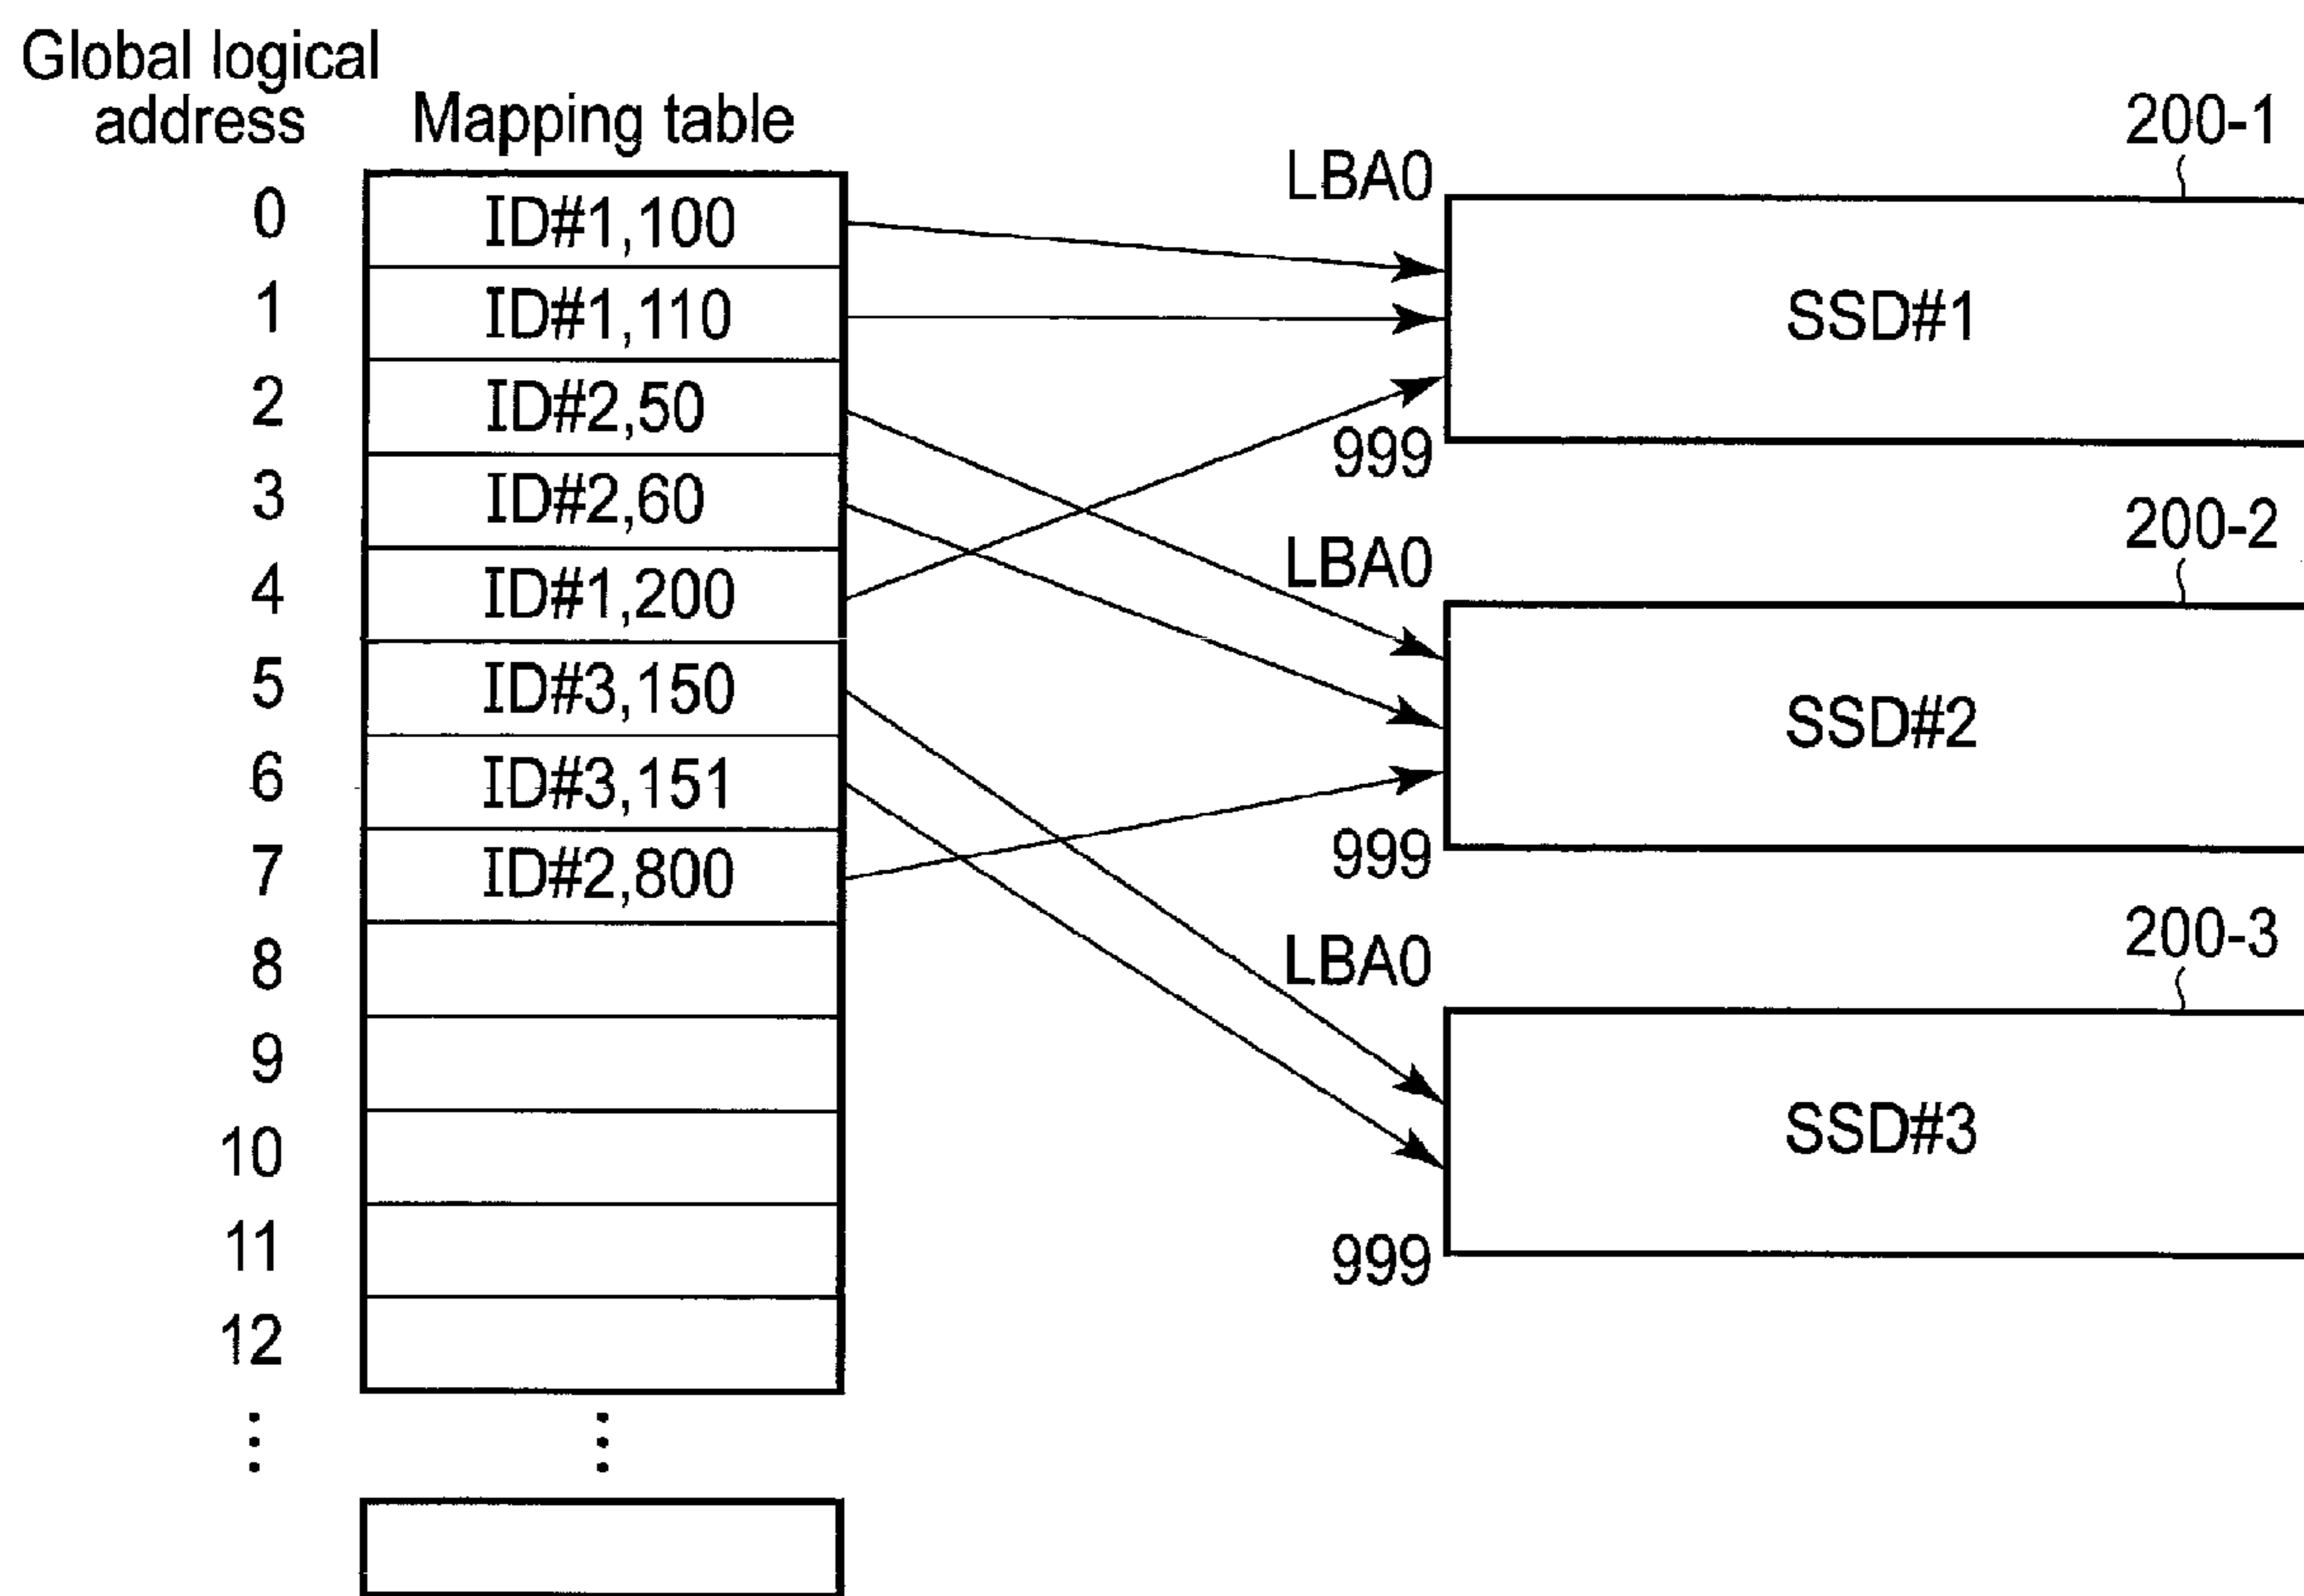 Global logical
address
Mapping table
0 ID#1,100
1 ID#1,110
2 ID#2,50
3 ID#2,60
4 ID#1,200
5 ID#3,150
6 ID#3,151
7 ID#2,800
8
9
10
11
12
200-1
LBA0
SSD#1
999
200-2
LBA0
SSD#2
999
200-3
LBA0
SSD#3
999